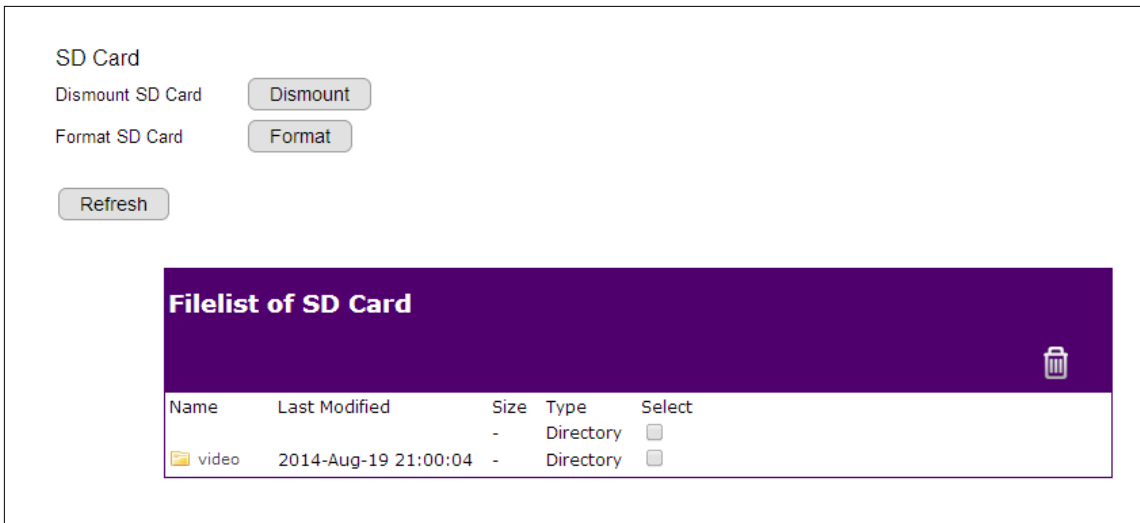 SD Card
Dismount SD Card Dismount
Format SD Card Format
Refresh
Filelist of SD Card
Name Last Modified Size Type Select
- Directory
video 2014-Aug-19 21:00:04 - Directory